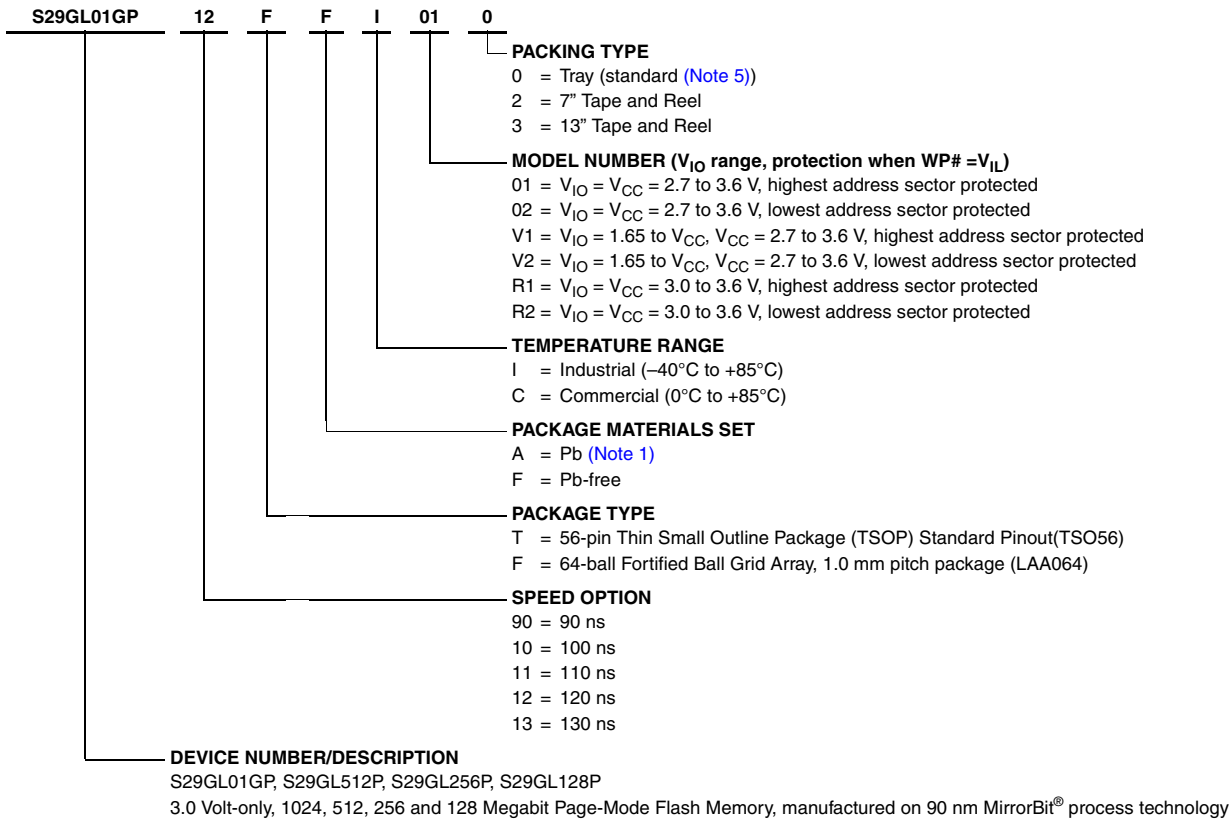 S29GL01GP 12 F F I 01 0
PACKING TYPE
0 = Tray (standard (Note 5))
2 = 7” Tape and Reel
3 = 13” Tape and Reel
MODEL NUMBER (VIO range, protection when WP# =VIL)
01 = VIO = VCC = 2.7 to 3.6 V, highest address sector protected
02 = VIO = VCC = 2.7 to 3.6 V, lowest address sector protected
V1 = VIO = 1.65 to VCC, VCC = 2.7 to 3.6 V, highest address sector protected
V2 = VIO = 1.65 to VCC, VCC = 2.7 to 3.6 V, lowest address sector protected
R1 = VIO = VCC = 3.0 to 3.6 V, highest address sector protected
R2 = VIO = VCC = 3.0 to 3.6 V, lowest address sector protected
TEMPERATURE RANGE
I = Industrial (–40°C to +85°C)
C = Commercial (0°C to +85°C)
PACKAGE MATERIALS SET
A = Pb (Note 1)
F = Pb-free
PACKAGE TYPE
T = 56-pin Thin Small Outline Package (TSOP) Standard Pinout(TSO56)
F = 64-ball Fortified Ball Grid Array, 1.0 mm pitch package (LAA064)
SPEED OPTION
90 = 90 ns
10 = 100 ns
11 = 110 ns
12 = 120 ns
13 = 130 ns
DEVICE NUMBER/DESCRIPTION
S29GL01GP, S29GL512P, S29GL256P, S29GL128P
3.0 Volt-only, 1024, 512, 256 and 128 Megabit Page-Mode Flash Memory, manufactured on 90 nm MirrorBit® process technology